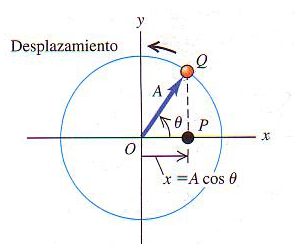 y
Desplazamiento
Q
A
θ
P
O
x
x = A cos θ